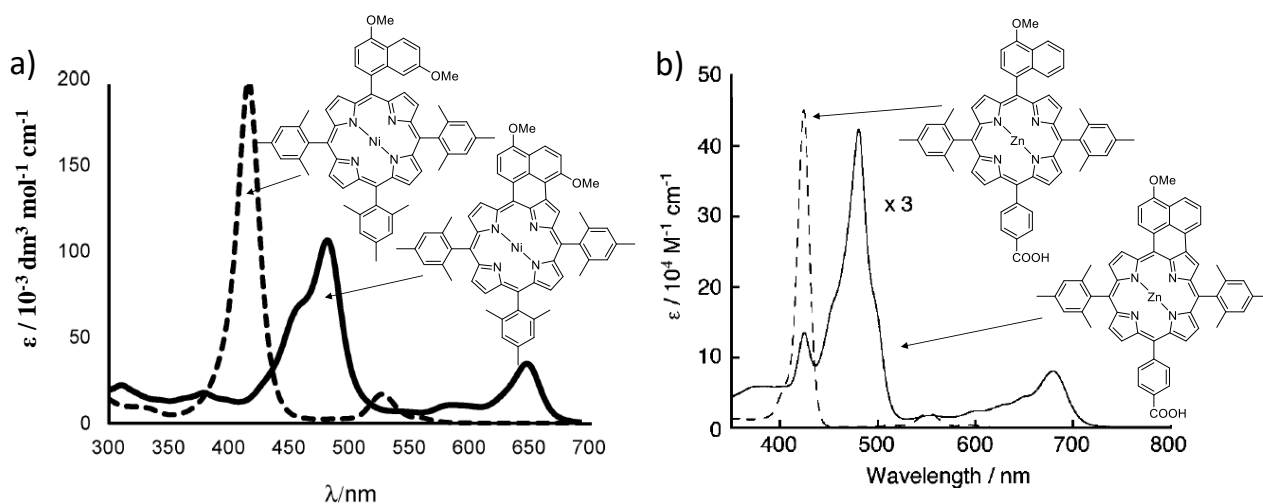 a)
ε / 10⁻³ dm³ mol⁻¹ cm⁻¹
200
150
100
50
0
300 350 400 450 500 550 600 650 700
λ/nm
OMe
OMe
N
N
Ni
N
N
OMe
OMe
N
N
Ni
N
N
b)
ε / 10⁴ M⁻¹ cm⁻¹
50
40
30
20
10
0
400 500 600 700 800
Wavelength / nm
x 3
OMe
N
N
Zn
N
N
COOH
OMe
N
N
Zn
N
N
COOH